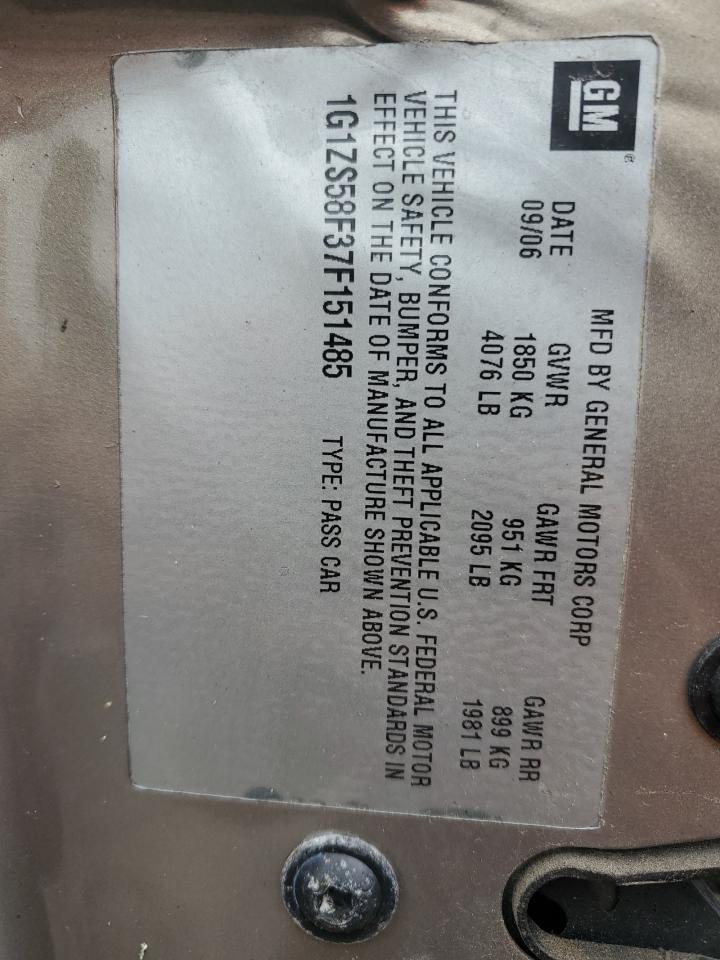 GM
MFD BY GENERAL MOTORS CORP
DATE GVWR GAWR FRT GAWR RR
09/06 1850 KG 951 KG 899 KG
4076 LB 2095 LB 1981 LB
THIS VEHICLE CONFORMS TO ALL APPLICABLE U.S. FEDERAL MOTOR
VEHICLE SAFETY, BUMPER, AND THEFT PREVENTION STANDARDS IN
EFFECT ON THE DATE OF MANUFACTURE SHOWN ABOVE.
1G1ZS58F37F151485 TYPE: PASS CAR